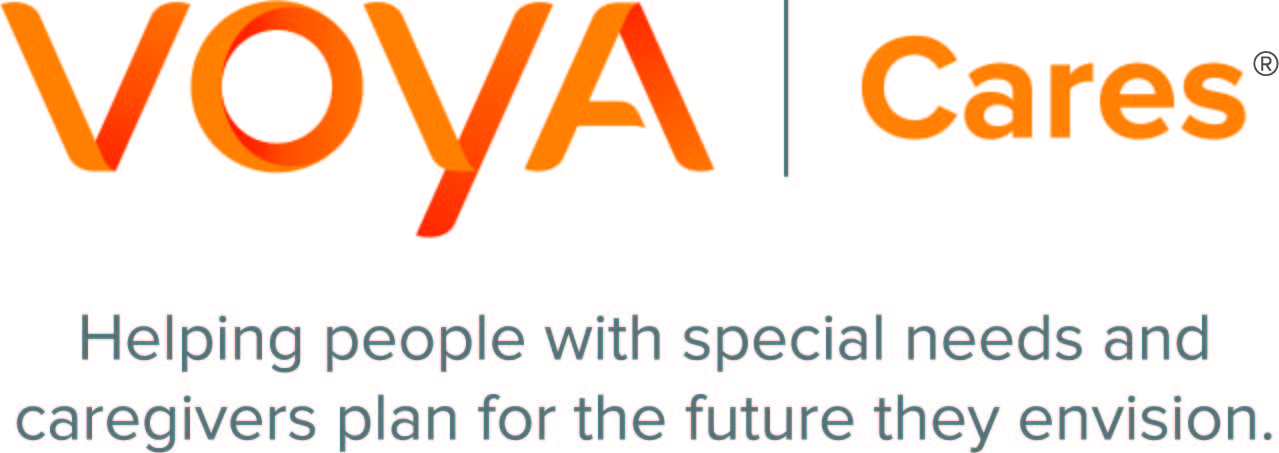 VOYA | Cares®
Helping people with special needs and
caregivers plan for the future they envision.